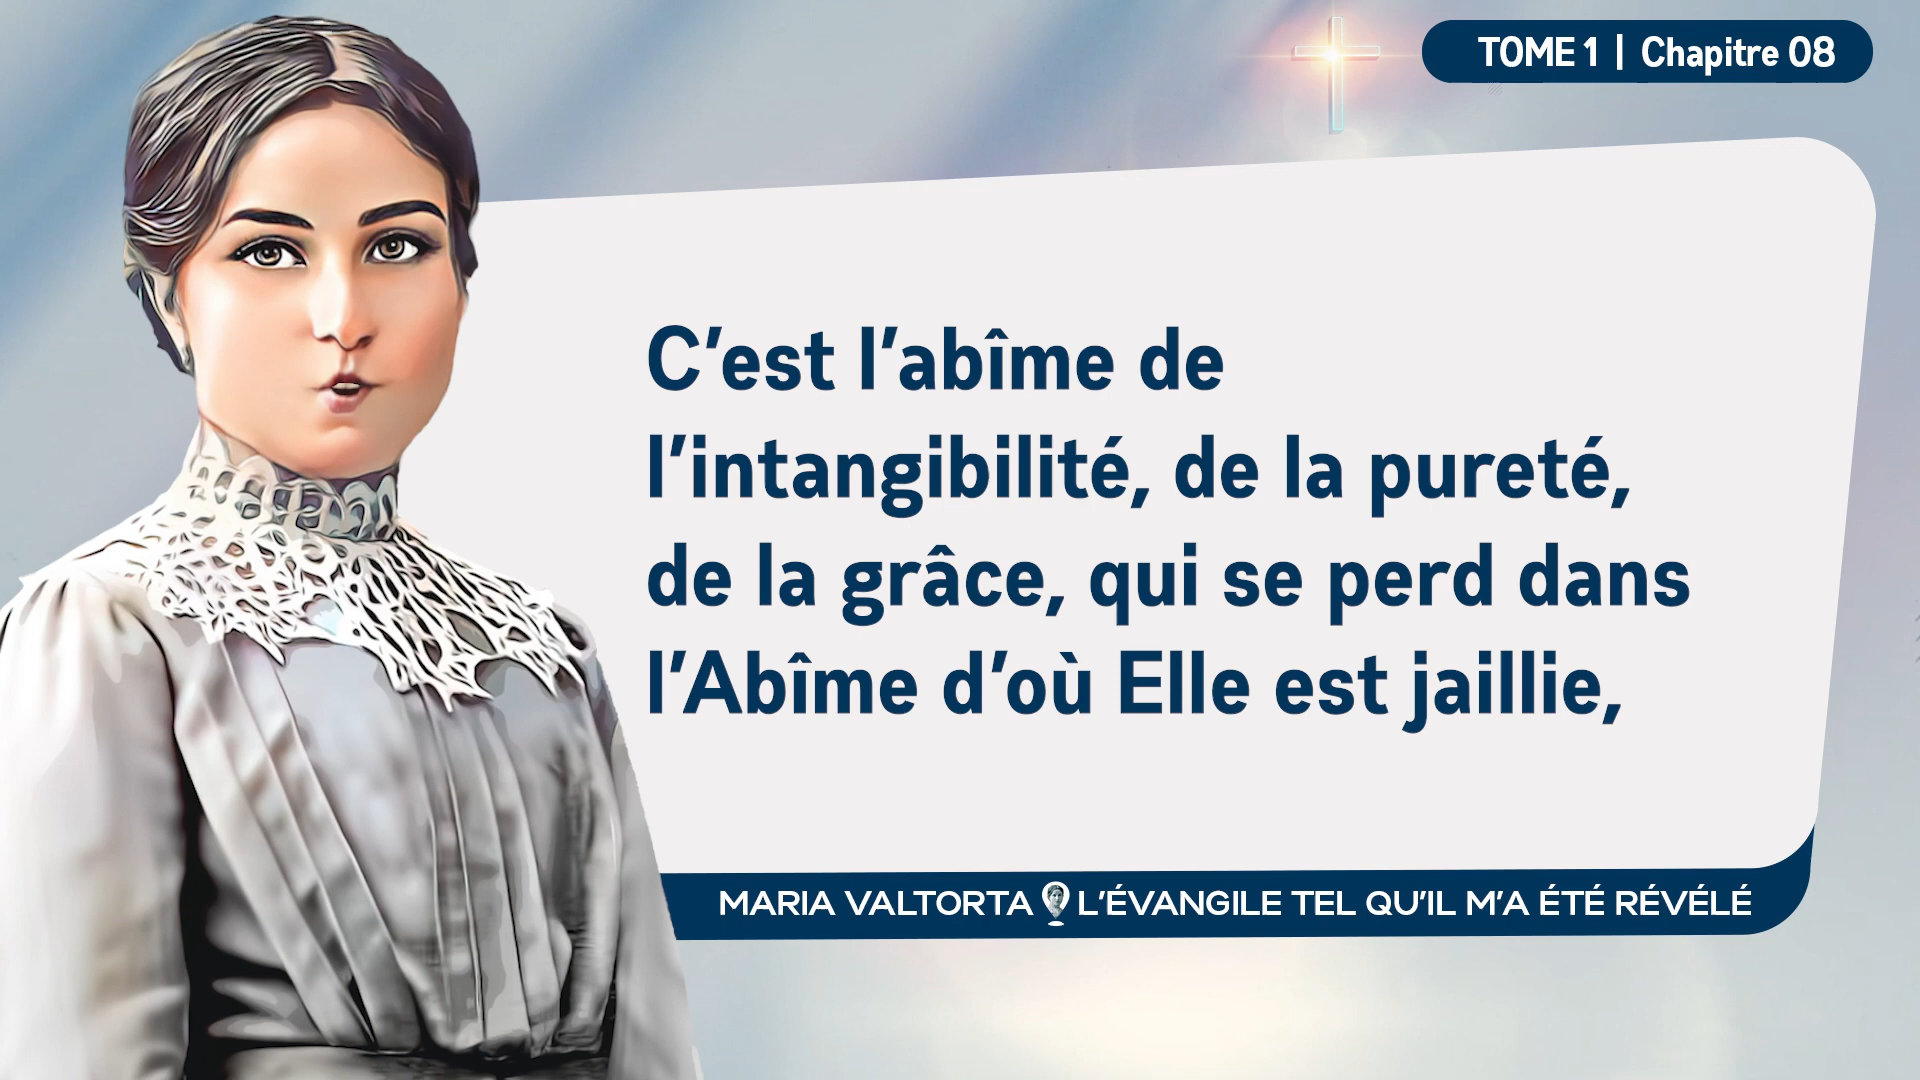 TOME 1 | Chapitre 08
C’est l’abîme de
l’intangibilité, de la pureté,
de la grâce, qui se perd dans
l’Abîme d’où Elle est jaillie,
MARIA VALTORTA L’ÉVANGILE TEL QU’IL M’A ÉTÉ RÉVÉLÉ